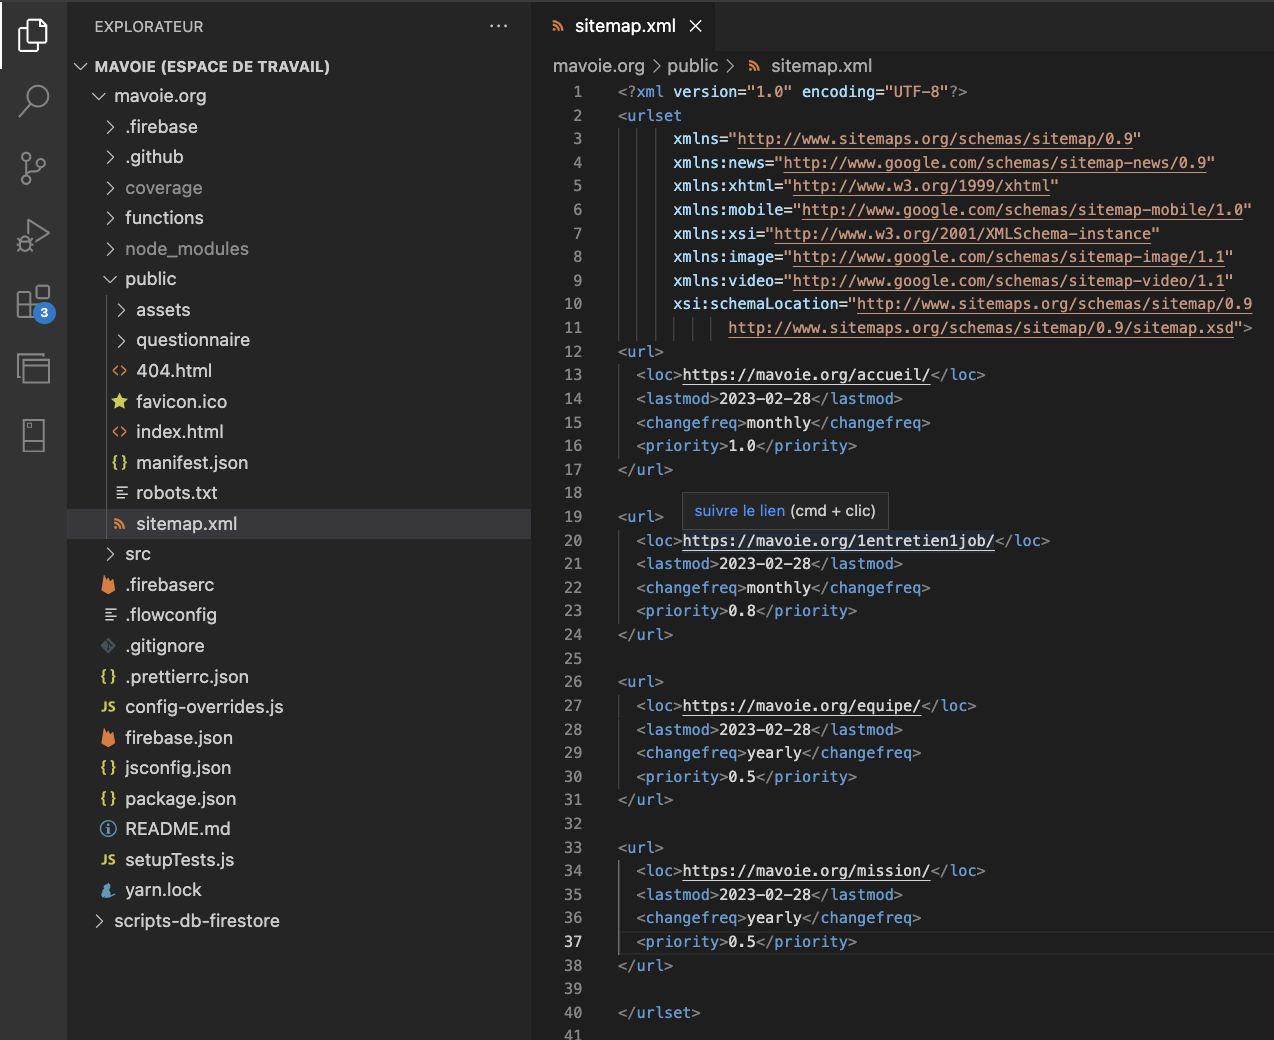 EXPLORATEUR
MAVOIE (ESPACE DE TRAVAIL)
mavoie.org
.firebase
.github
coverage
functions
node_modules
public
assets
questionnaire
404.html
favicon.ico
index.html
manifest.json
robots.txt
sitemap.xml
src
.firebaserc
.flowconfig
.gitignore
.prettierrc.json
config-overrides.js
firebase.json
jsconfig.json
package.json
README.md
setupTests.js
yarn.lock
scripts-db-firestore
3
sitemap.xml
mavoie.org > public > sitemap.xml
1 <?xml version="1.0" encoding="UTF-8"?>
2 <urlset
3 xmlns="http://www.sitemaps.org/schemas/sitemap/0.9"
4 xmlns:news="http://www.google.com/schemas/sitemap-news/0.9"
5 xmlns:xhtml="http://www.w3.org/1999/xhtml"
6 xmlns:mobile="http://www.google.com/schemas/sitemap-mobile/1.0"
7 xmlns:xsi="http://www.w3.org/2001/XMLSchema-instance"
8 xmlns:image="http://www.google.com/schemas/sitemap-image/1.1"
9 xmlns:video="http://www.google.com/schemas/sitemap-video/1.1"
10 xsi:schemaLocation="http://www.sitemaps.org/schemas/sitemap/0.9
11 http://www.sitemaps.org/schemas/sitemap/0.9/sitemap.xsd">
12 <url>
13 <loc>https://mavoie.org/accueil/</loc>
14 <lastmod>2023-02-28</lastmod>
15 <changefreq>monthly</changefreq>
16 <priority>1.0</priority>
17 </url>
18
suivre le lien (cmd + clic)
19 <url>
20 <loc>https://mavoie.org/1entretien1job/</loc>
21 <lastmod>2023-02-28</lastmod>
22 <changefreq>monthly</changefreq>
23 <priority>0.8</priority>
24 </url>
25
26 <url>
27 <loc>https://mavoie.org/equipe/</loc>
28 <lastmod>2023-02-28</lastmod>
29 <changefreq>yearly</changefreq>
30 <priority>0.5</priority>
31 </url>
32
33 <url>
34 <loc>https://mavoie.org/mission/</loc>
35 <lastmod>2023-02-28</lastmod>
36 <changefreq>yearly</changefreq>
37 <priority>0.5</priority>
38 </url>
39
40 </urlset>
41